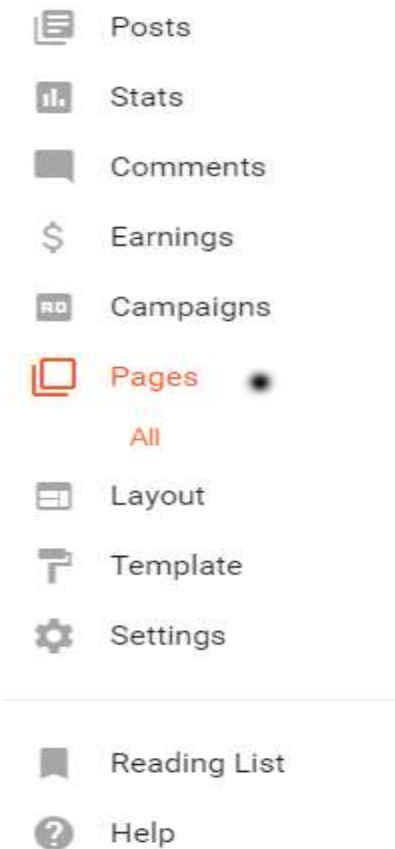 Posts
Stats
Comments
$ Earnings
Campaigns
Pages
All
Layout
Template
Settings
Reading List
? Help